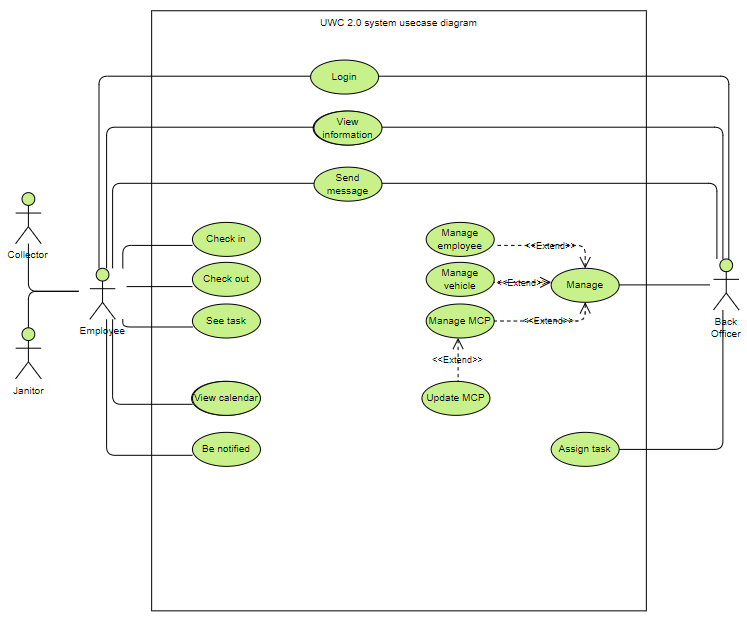 UWC 2.0 system usecase diagram
Login
View
information
Send
message
Collector
Check in
Manage
employee
<<Extend>>
Check out
Manage
vehicle
<<Extend>>
Manage
Employee
See task
Manage MCP
<<Extend>>
Back
Officer
<<Extend>>
Janitor
View calendar
Update MCP
Be notified
Assign task